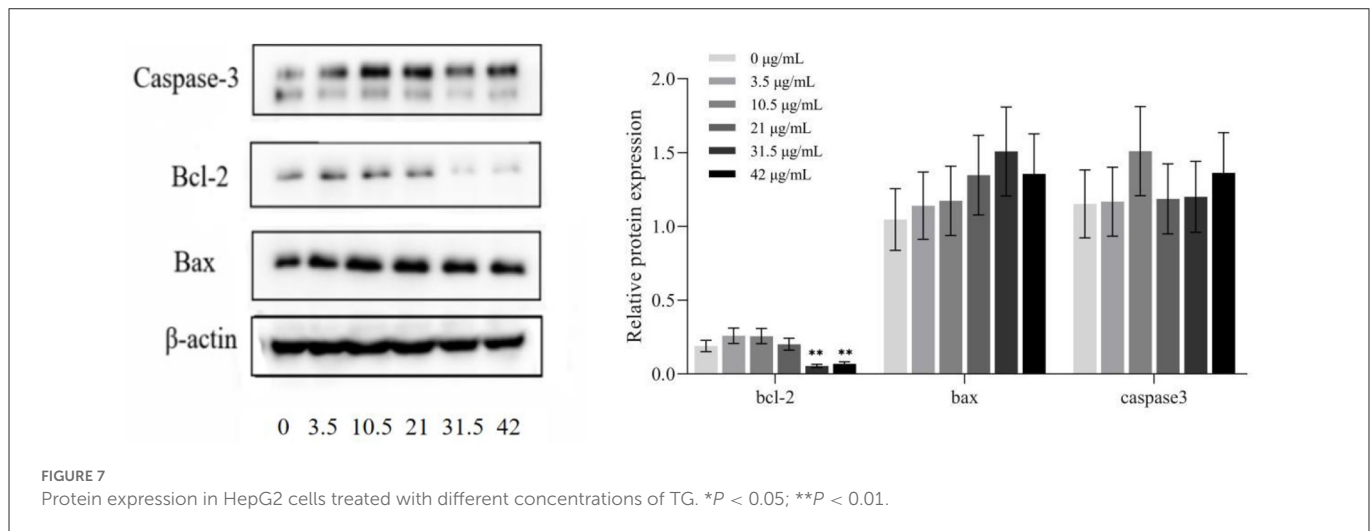 Caspase-3
Bcl-2
Bax
β-actin
0 3.5 10.5 21 31.5 42
Relative protein expression
2.0
1.5
1.0
0.5
0.0
0 μg/mL
3.5 μg/mL
10.5 μg/mL
21 μg/mL
31.5 μg/mL
42 μg/mL
** **
bcl-2 bax caspase3
FIGURE 7
Protein expression in HepG2 cells treated with different concentrations of TG. *P < 0.05; **P < 0.01.